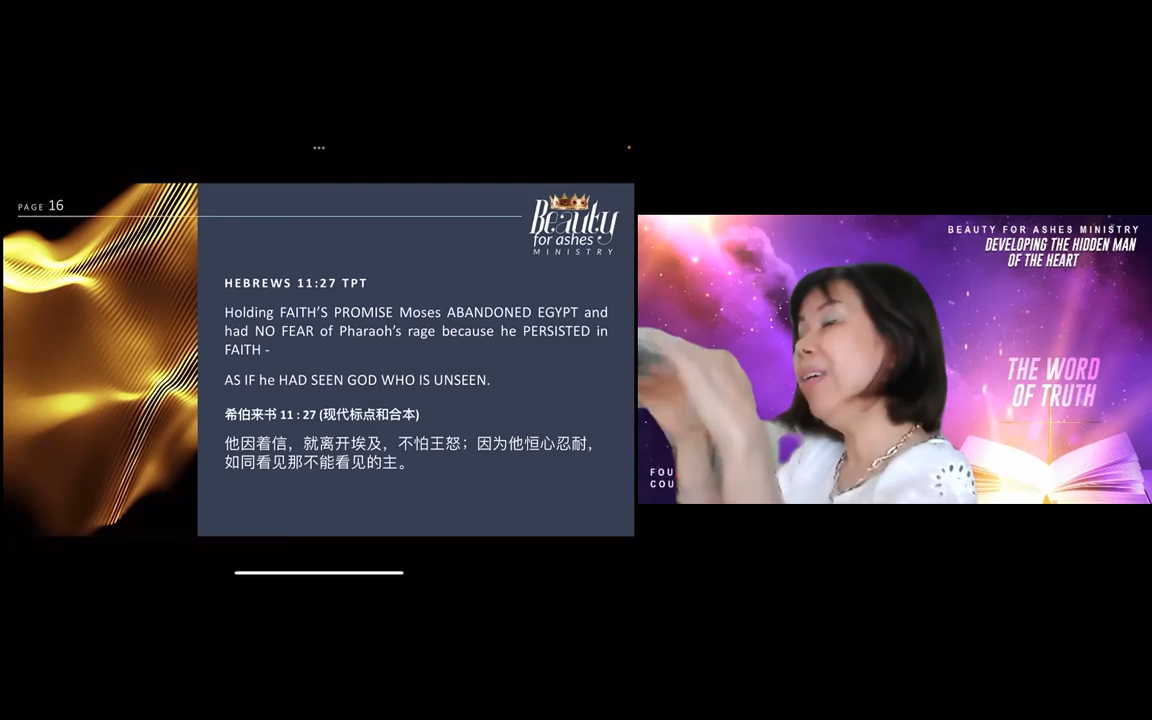 PAGE 16
Beauty
for ashes
MINISTRY
HEBREWS 11:27 TPT
Holding FAITH'S PROMISE Moses ABANDONED EGYPT and
had NO FEAR of Pharaoh's rage because he PERSISTED in
FAITH -
AS IF he HAD SEEN GOD WHO IS UNSEEN.
希伯来书 11 : 27 (现代标点和合本)
他因着信，就离开埃及，不怕王怒；因为他恒心忍耐，
如同看见那不能看见的主。
BEAUTY FOR ASHES MINISTRY
DEVELOPING THE HIDDEN MAN
OF THE HEART
THE WORD
OF TRUTH
FOU
COU